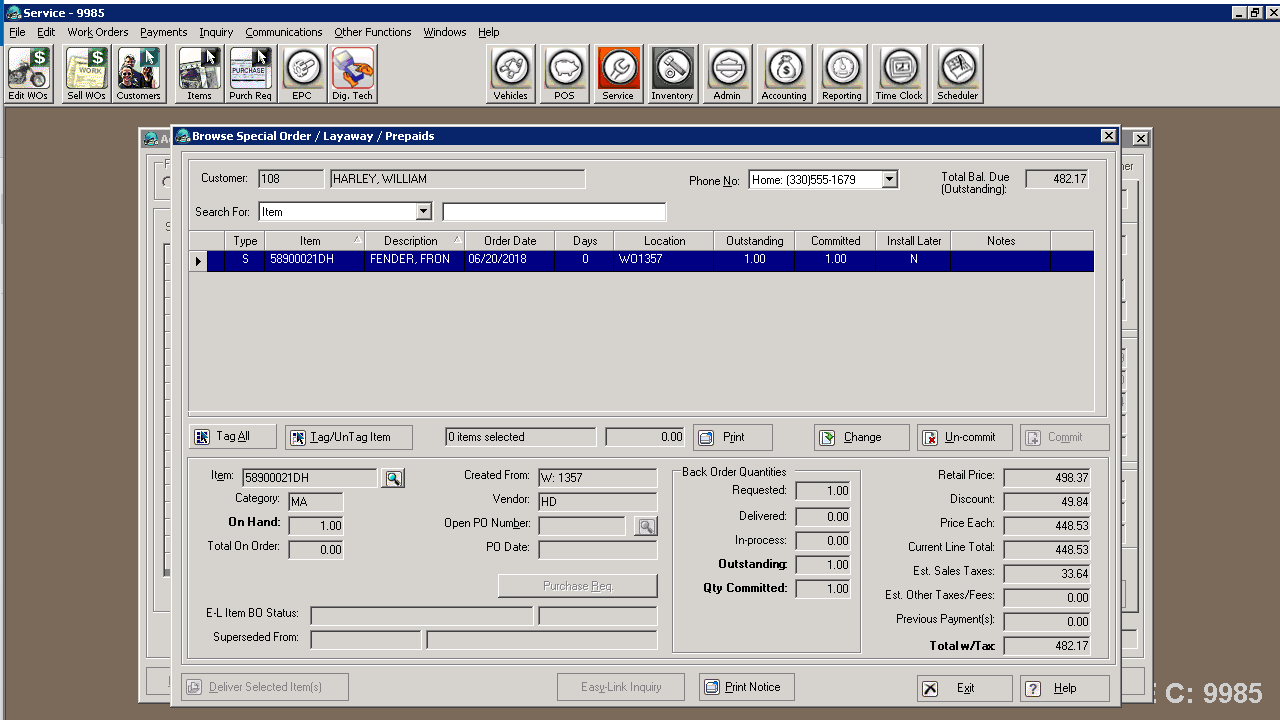 Service - 9985
File Edit Work Orders Payments Inquiry Communications Other Functions Windows Help
WORK PURCHASE
Edit WOs Sell WOs Customers Items Purch Req EPC Dig. Tech Vehicles POS Service Inventory Admin Accounting Reporting Time Clock Scheduler
Browse Special Order / Layaway / Prepaids
Customer: 108 HARLEY, WILLIAM Phone No: Home: (330)555-1679 Total Bal. Due (Outstanding): 482.17
Search For: Item
Type Item Description Order Date Days Location Outstanding Committed Install Later Notes
S 58900021DH FENDER, FRON 06/20/2018 0 WO1357 1.00 1.00 N
Tag All Tag/UnTag Item 0 items selected 0.00 Print Change Un-commit Commit
Item: 58900021DH
Category: MA
On Hand: 1.00
Total On Order: 0.00
Created From: W: 1357
Vendor: HD
Open PO Number:
PO Date:
Purchase Req.
E-L Item BO Status:
Superseded From:
Back Order Quantities
Requested: 1.00
Delivered: 0.00
In-process: 0.00
Outstanding: 1.00
Qty Committed: 1.00
Retail Price: 498.37
Discount: 49.84
Price Each: 448.53
Current Line Total: 448.53
Est. Sales Taxes: 33.64
Est. Other Taxes/Fees: 0.00
Previous Payment(s): 0.00
Total w/Tax: 482.17
Deliver Selected Item(s) Easy-Link Inquiry Print Notice Exit Help
C: 9985